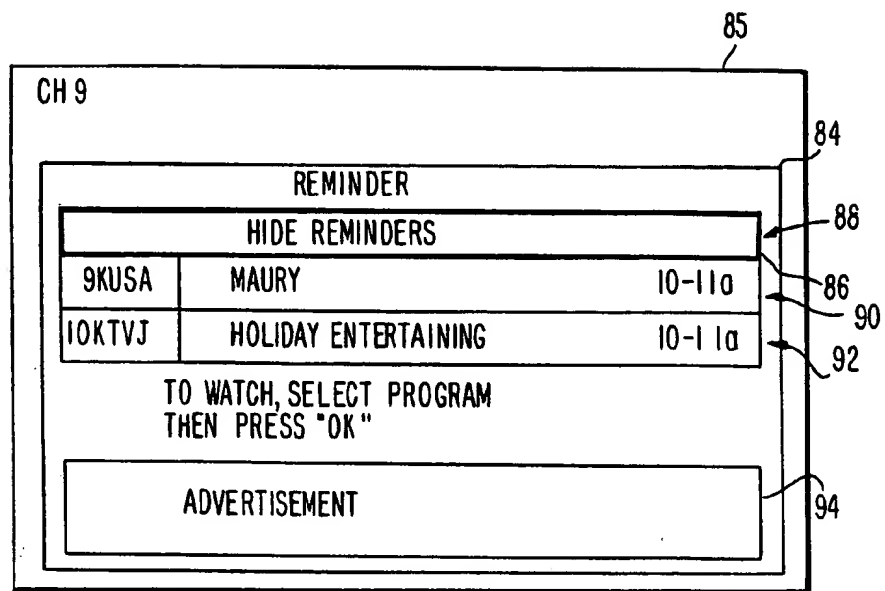 85
CH 9
84
REMINDER
HIDE REMINDERS
88
86
9KUSA MAURY 10-11a
90
10KTVJ HOLIDAY ENTERTAINING 10-11a
92
TO WATCH, SELECT PROGRAM
THEN PRESS "OK"
ADVERTISEMENT
94